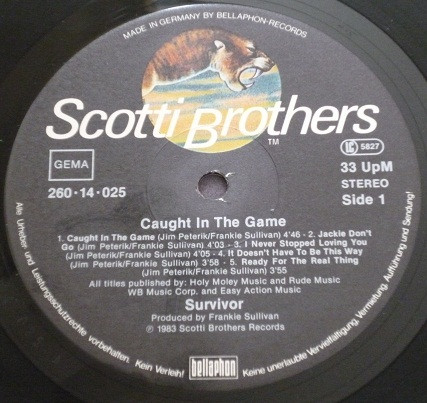 MADE IN GERMANY BY BELLAPHON-RECORDS
Scotti Brothers
TM
GEMA
LC 5827
260·14·025
33 UpM
STEREO
Side 1
Caught In The Game
1. Caught In The Game (Jim Peterik/Frankie Sullivan) 4'46 - 2. Jackie Don't
Go (Jim Peterik/Frankie Sullivan) 4'03 - 3. I Never Stopped Loving You
(Jim Peterik/Frankie Sullivan) 4'05 - 4. It Doesn't Have To Be This Way
(Jim Peterik/Frankie Sullivan) 3'58 - 5. Ready For The Real Thing
(Jim Peterik/Frankie Sullivan) 3'55
All titles published by: Holy Moley Music and Rude Music
WB Music Corp. and Easy Action Music
Survivor
Produced by Frankie Sullivan
℗ 1983 Scotti Brothers Records
Alle Urheber und Leistungsschutzrechte vorbehalten. Kein Verleih!
bellaphon
Keine unerlaubte Vervielfältigung, Vermietung, Aufführung und Sendung!